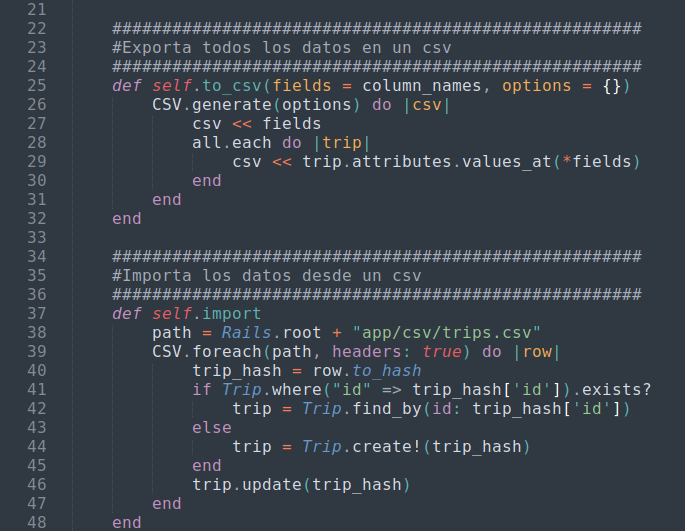 21
22 #####################################################
23 #Exporta todos los datos en un csv
24 #####################################################
25 def self.to_csv(fields = column_names, options = {})
26 CSV.generate(options) do |csv|
27 csv << fields
28 all.each do |trip|
29 csv << trip.attributes.values_at(*fields)
30 end
31 end
32 end
33
34 #####################################################
35 #Importa los datos desde un csv
36 #####################################################
37 def self.import
38 path = Rails.root + "app/csv/trips.csv"
39 CSV.foreach(path, headers: true) do |row|
40 trip_hash = row.to_hash
41 if Trip.where("id" => trip_hash['id']).exists?
42 trip = Trip.find_by(id: trip_hash['id'])
43 else
44 trip = Trip.create!(trip_hash)
45 end
46 trip.update(trip_hash)
47 end
48 end